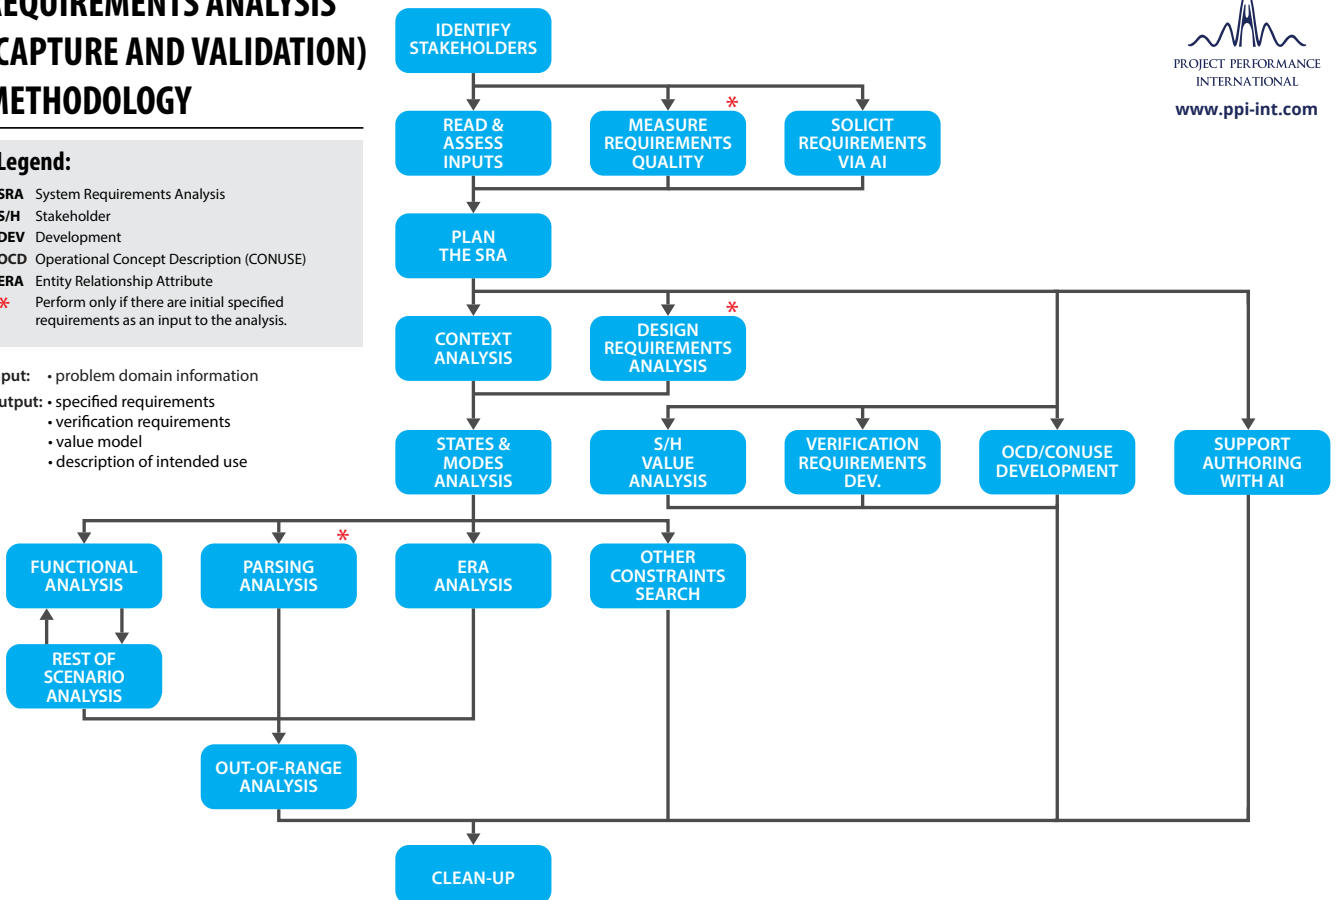 REQUIREMENTS ANALYSIS
(CAPTURE AND VALIDATION)
METHODOLOGY
Legend:
SRA System Requirements Analysis
S/H Stakeholder
DEV Development
OCD Operational Concept Description (CONUSE)
ERA Entity Relationship Attribute
* Perform only if there are initial specified
requirements as an input to the analysis.
put: • problem domain information
utput: • specified requirements
• verification requirements
• value model
• description of intended use
PROJECT PERFORMANCE
INTERNATIONAL
www.ppi-int.com
IDENTIFY
STAKEHOLDERS
READ &
ASSESS
INPUTS
*
MEASURE
REQUIREMENTS
QUALITY
SOLICIT
REQUIREMENTS
VIA AI
PLAN
THE SRA
CONTEXT
ANALYSIS
*
DESIGN
REQUIREMENTS
ANALYSIS
STATES &
MODES
ANALYSIS
S/H
VALUE
ANALYSIS
VERIFICATION
REQUIREMENTS
DEV.
OCD/CONUSE
DEVELOPMENT
SUPPORT
AUTHORING
WITH AI
FUNCTIONAL
ANALYSIS
*
PARSING
ANALYSIS
ERA
ANALYSIS
OTHER
CONSTRAINTS
SEARCH
REST OF
SCENARIO
ANALYSIS
OUT-OF-RANGE
ANALYSIS
CLEAN-UP